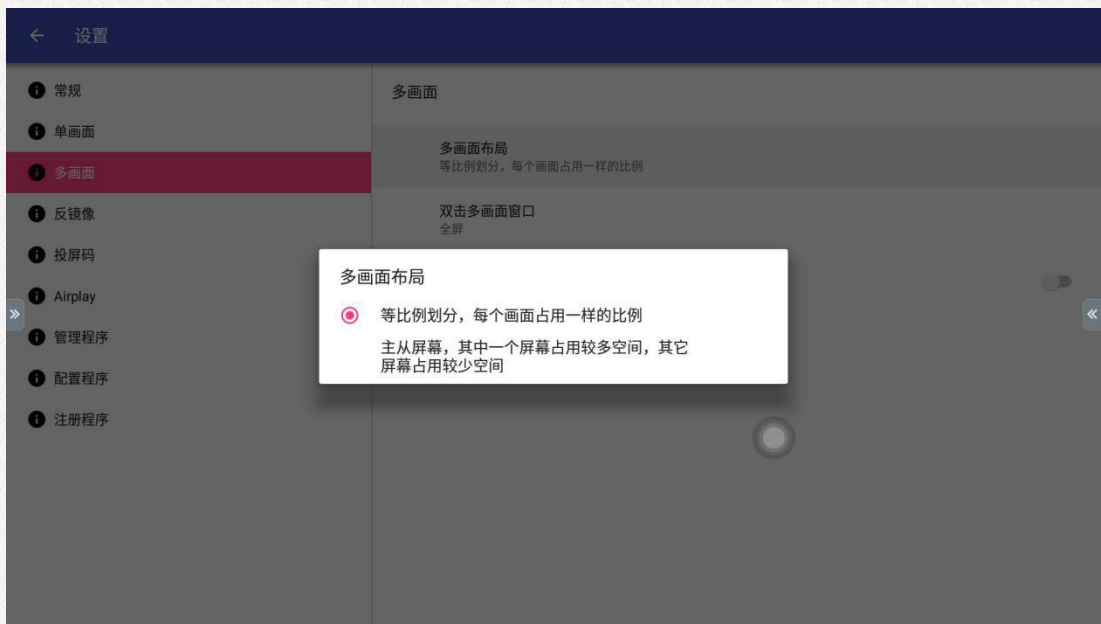 设置
常规
单画面
多画面
反镜像
投屏码
Airplay
管理程序
配置程序
注册程序
多画面
多画面布局
等比例划分，每个画面占用一样的比例
双击多画面窗口
全屏
多画面布局
等比例划分，每个画面占用一样的比例
主从屏幕，其中一个屏幕占用较多空间，其它
屏幕占用较少空间